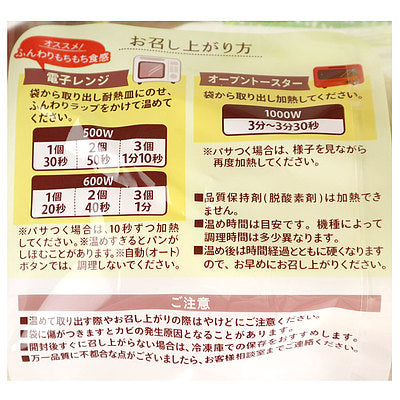 お召し上がり方
オススメ!
ふんわりもちもち食感
電子レンジ
袋から取り出し耐熱皿にのせ、
ふんわりラップをかけて温めて
ください。
500W
1個 2個 3個
30秒 50秒 1分10秒
600W
1個 2個 3個
20秒 40秒 1分
※パサつく場合は、10秒ずつ加熱
してください。※温めすぎるとパンが
しぼむことがあります。※自動(オート)
ボタンでは、調理しないでください。
オーブントースター
袋から取り出し加熱してください。
1000W
3分〜3分30秒
※パサつく場合は、様子を見ながら
再度加熱してください。
■品質保持剤(脱酸素剤)は加熱でき
ません。
■温め時間は目安です。機種によって
調理時間は多少異なります。
■温め後は時間経過とともに硬くなります
ので、お早めにお召し上がりください。
ご注意
■温めて取り出す際やお召し上がりの際はやけどにご注意ください。
■袋に傷がつきますとカビの発生原因となることがあります。
■開封後すぐに召し上がらない場合は、冷凍庫での保存をおすすめします。
■万一品質に不都合な点がございましたら、お客様相談室までご連絡ください。